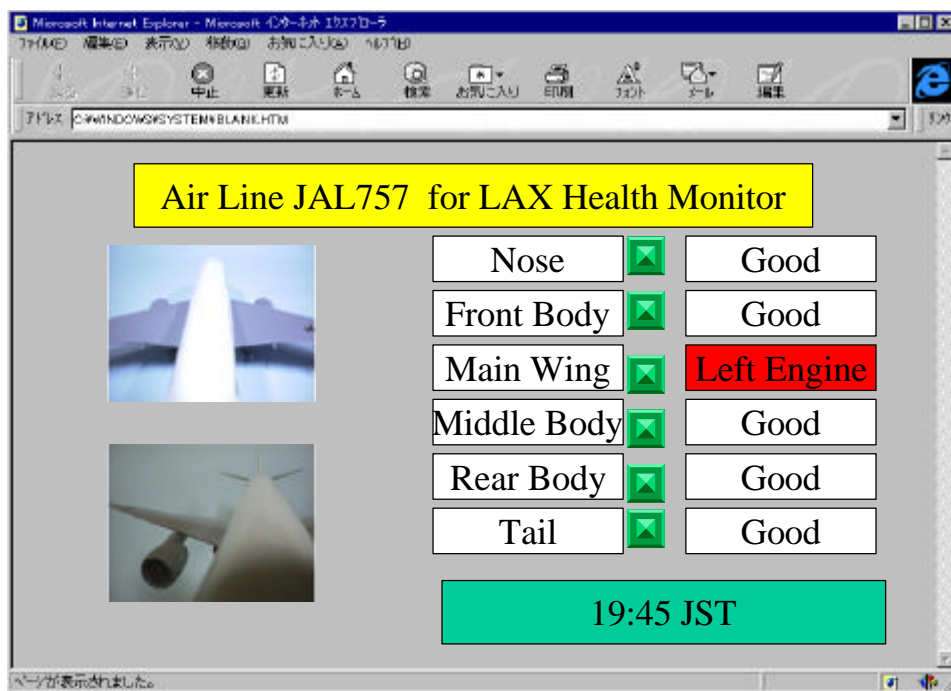 Microsoft Internet Explorer - Microsoft インターネット エクスプローラ
ファイル(E) 編集(E) 表示(V) 移動(G) お気に入り(A) ヘルプ(H)
中止 更新 ホーム 検索 お気に入り 印刷 フォント メール 編集
アドレス C:¥WINDOWS¥SYSTEM¥BLANK.HTM リンク
Air Line JAL757 for LAX Health Monitor
Nose Good
Front Body Good
Main Wing Left Engine
Middle Body Good
Rear Body Good
Tail Good
19:45 JST
ページが表示されました。